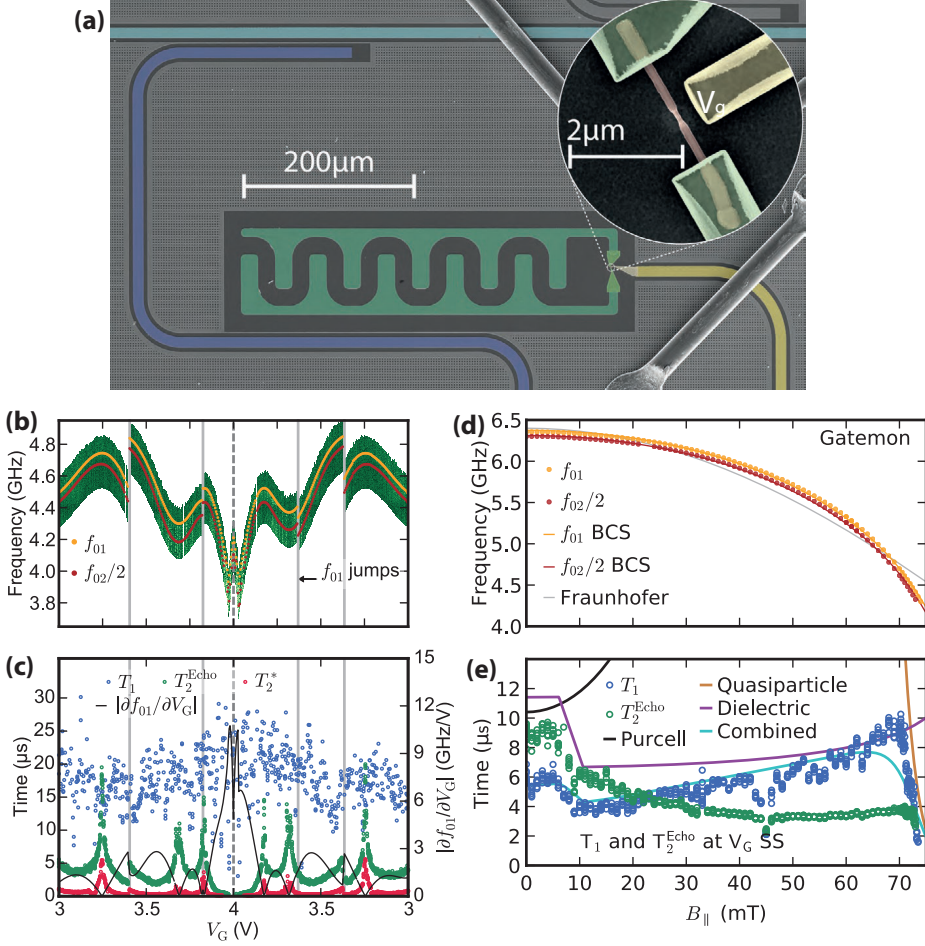 (a)
V_g
2μm
200μm
(b)
Frequency (GHz)
4.8
4.6
4.4
4.2
4.0
3.8
f_01
f_02/2
f_01 jumps
(c)
Time (μs)
30
25
20
15
10
5
0
T_1
T_2^Echo
T_2^*
|∂f_01/∂V_G|
15
12
9
6
3
0
|∂f_01/∂V_G| (GHz/V)
3
3.5
4
3.5
3
V_G (V)
(d)
Frequency (GHz)
6.5
6.0
5.5
5.0
4.5
4.0
Gatemon
f_01
f_02/2
f_01 BCS
f_02/2 BCS
Fraunhofer
(e)
Time (μs)
12
10
8
6
4
2
0
T_1
T_2^Echo
Purcell
Quasiparticle
Dielectric
Combined
T_1 and T_2^Echo at V_G SS
0 10 20 30 40 50 60 70
B_∥ (mT)